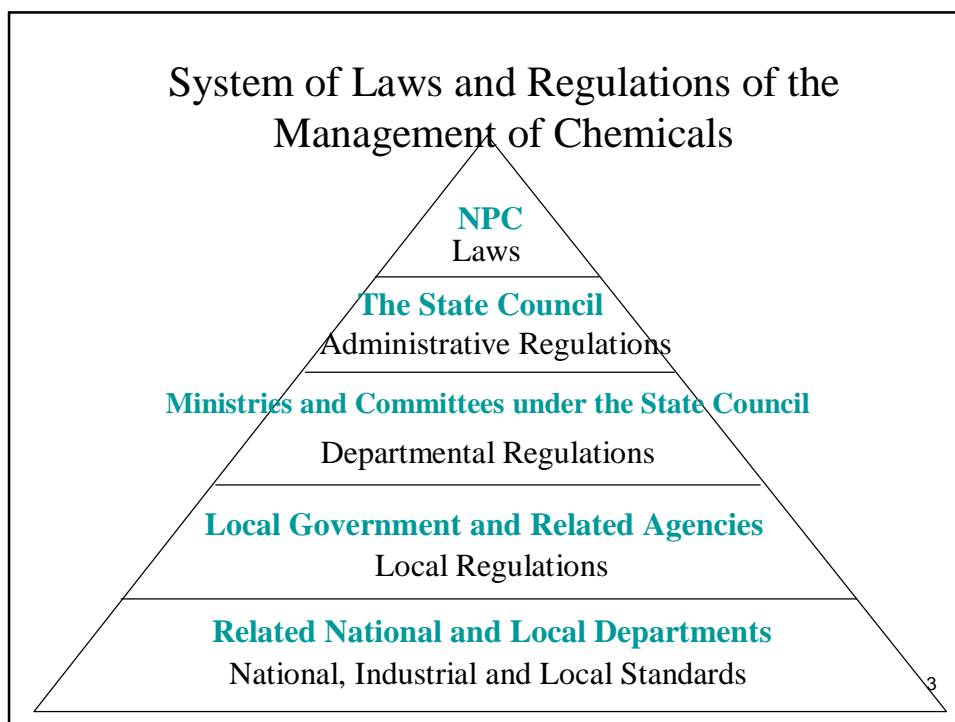 System of Laws and Regulations of the
Management of Chemicals
NPC
Laws
The State Council
Administrative Regulations
Ministries and Committees under the State Council
Departmental Regulations
Local Government and Related Agencies
Local Regulations
Related National and Local Departments
National, Industrial and Local Standards
3